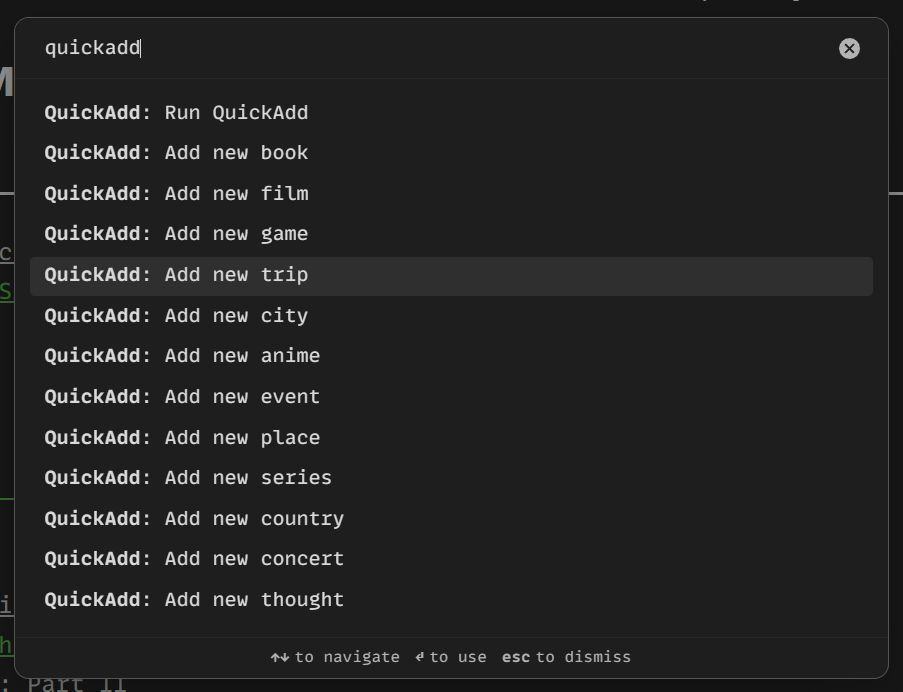 quickadd
QuickAdd: Run QuickAdd
QuickAdd: Add new book
QuickAdd: Add new film
QuickAdd: Add new game
QuickAdd: Add new trip
QuickAdd: Add new city
QuickAdd: Add new anime
QuickAdd: Add new event
QuickAdd: Add new place
QuickAdd: Add new series
QuickAdd: Add new country
QuickAdd: Add new concert
QuickAdd: Add new thought
↑↓ to navigate ↵ to use esc to dismiss
: Part II